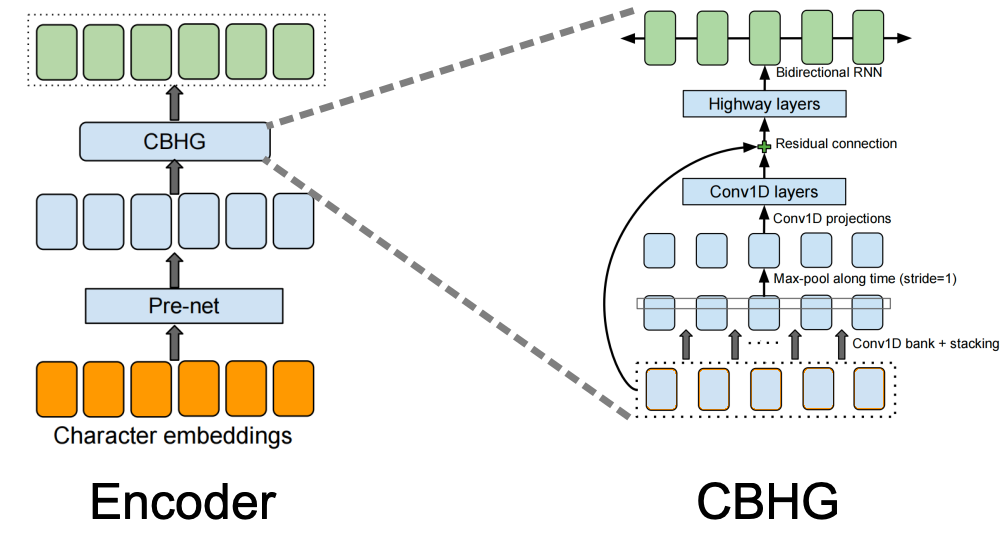 CBHG
Pre-net
Character embeddings
Encoder
Bidirectional RNN
Highway layers
Residual connection
Conv1D layers
Conv1D projections
Max-pool along time (stride=1)
Conv1D bank + stacking
CBHG